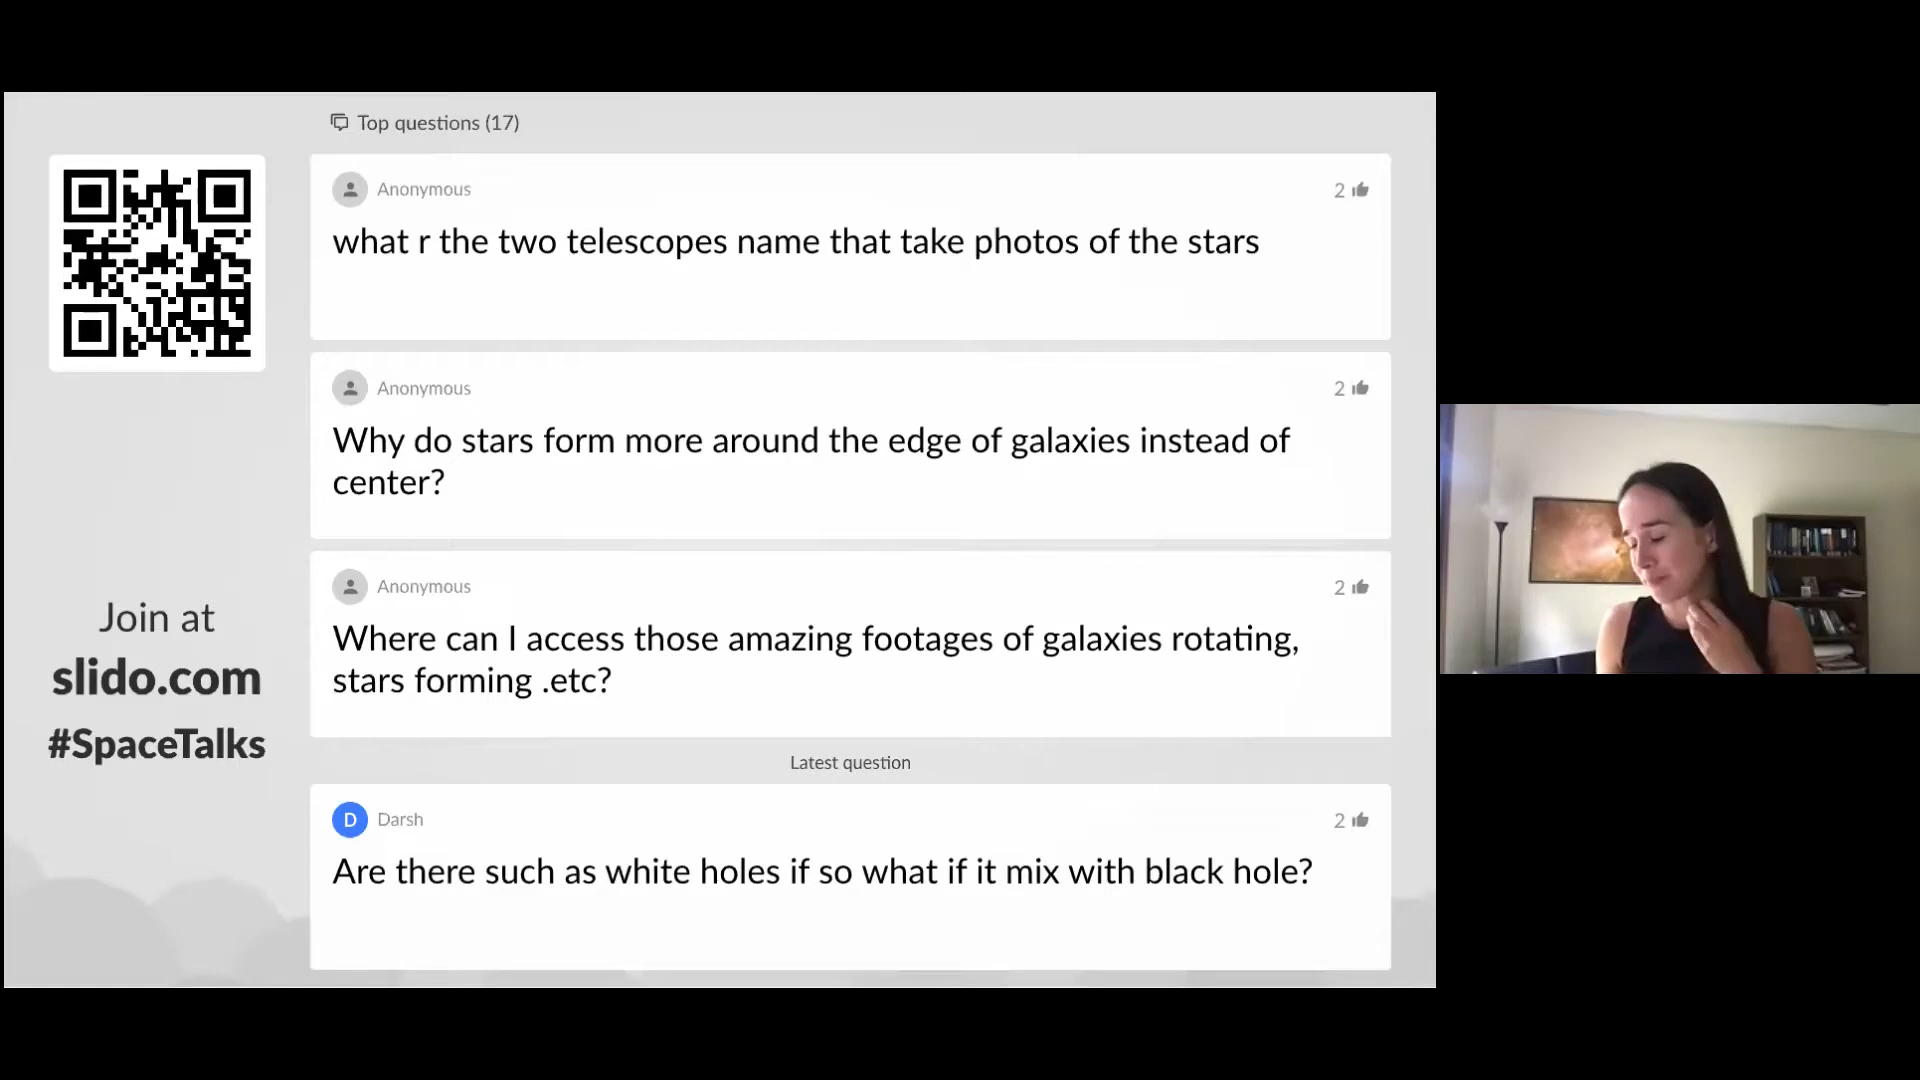 Top questions (17)
Anonymous
2
what r the two telescopes name that take photos of the stars
Anonymous
2
Why do stars form more around the edge of galaxies instead of
center?
Anonymous
2
Where can I access those amazing footages of galaxies rotating,
stars forming .etc?
Join at
slido.com
#SpaceTalks
Latest question
D
Darsh
2
Are there such as white holes if so what if it mix with black hole?